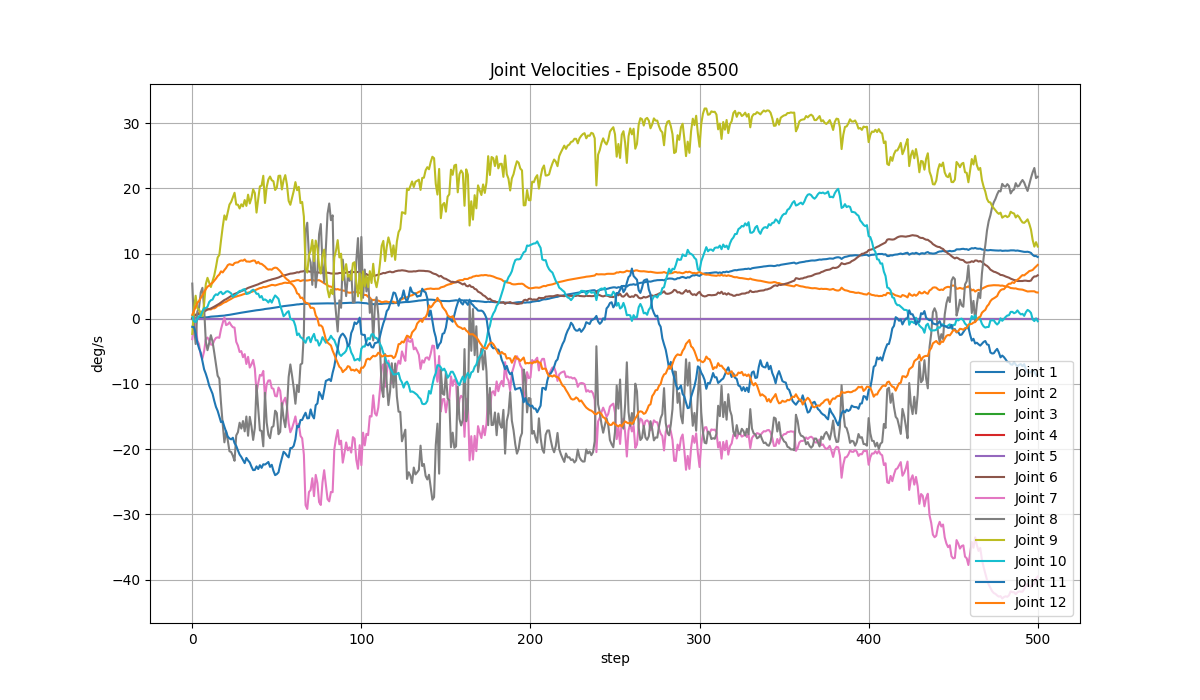 Joint Velocities - Episode 8500
deg/s
30
20
10
0
−10
−20
−30
−40
0 100 200 300 400 500
step
Joint 1
Joint 2
Joint 3
Joint 4
Joint 5
Joint 6
Joint 7
Joint 8
Joint 9
Joint 10
Joint 11
Joint 12